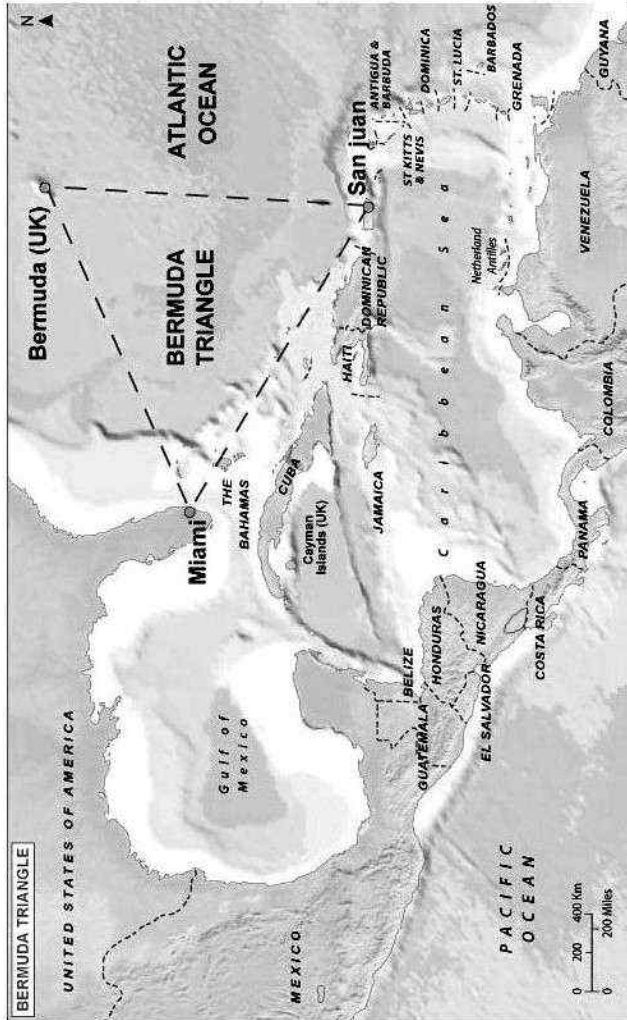 BERMUDA TRIANGLE
N
UNITED STATES OF AMERICA
Bermuda (UK)
ATLANTIC
OCEAN
BERMUDA
TRIANGLE
Miami
THE
BAHAMAS
Gulf of
Mexico
CUBA
Cayman
Islands (UK)
HAITI
DOMINICAN
REPUBLIC
San juan
ANTIGUA &
BARBUDA
ST KITTS
& NEVIS
DOMINICA
ST. LUCIA
BARBADOS
GRENADA
JAMAICA
MEXICO
BELIZE
GUATEMALA
HONDURAS
EL SALVADOR
NICARAGUA
Caribbean Sea
Netherland
Antilles
COSTA RICA
PANAMA
COLOMBIA
VENEZUELA
GUYANA
PACIFIC
OCEAN
0 400 Km
0 200 Miles